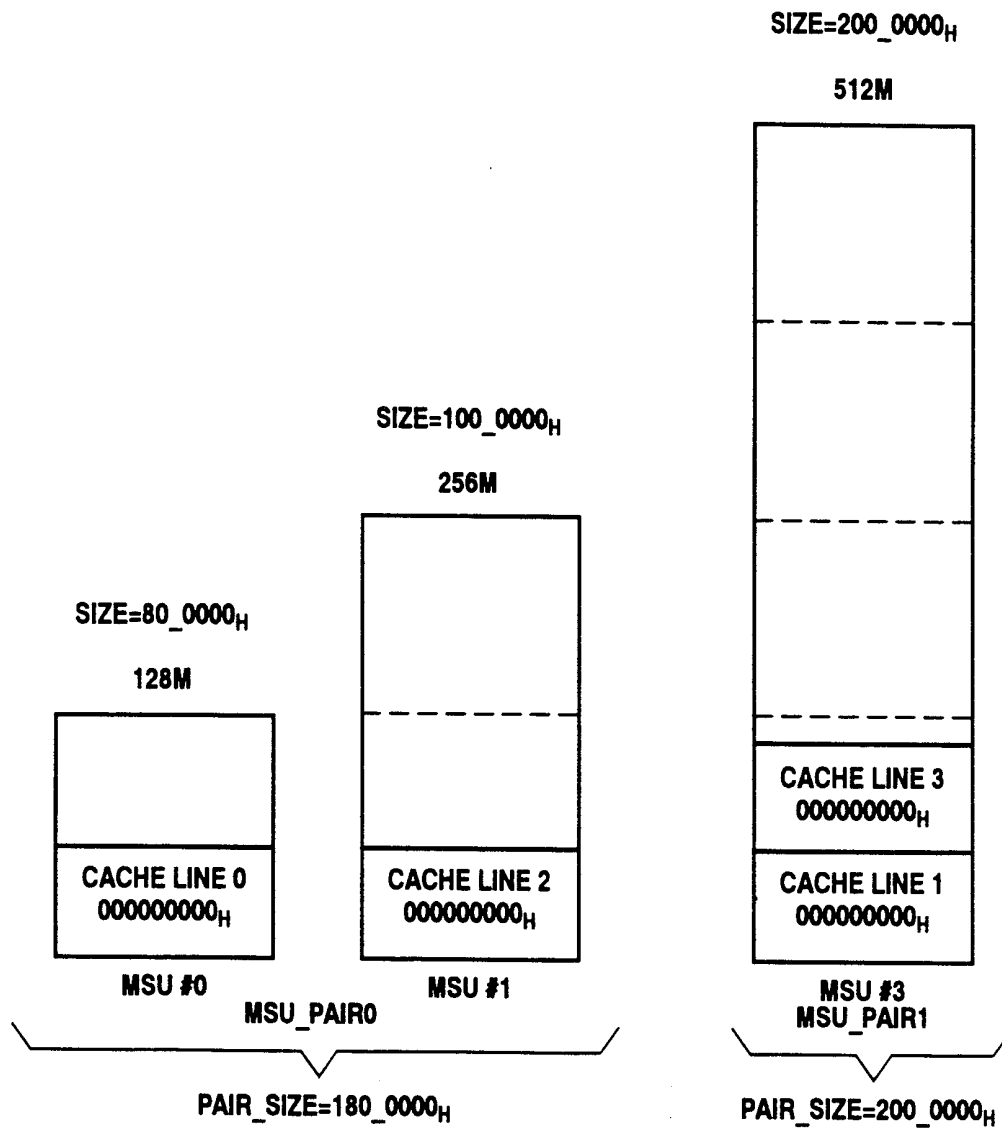 SIZE=200_0000H
512M
SIZE=100_0000H
256M
SIZE=80_0000H
128M
CACHE LINE 3
000000000H
CACHE LINE 0
000000000H
CACHE LINE 2
000000000H
CACHE LINE 1
000000000H
MSU #0
MSU #1
MSU #3
MSU_PAIR0
MSU_PAIR1
PAIR_SIZE=180_0000H
PAIR_SIZE=200_0000H